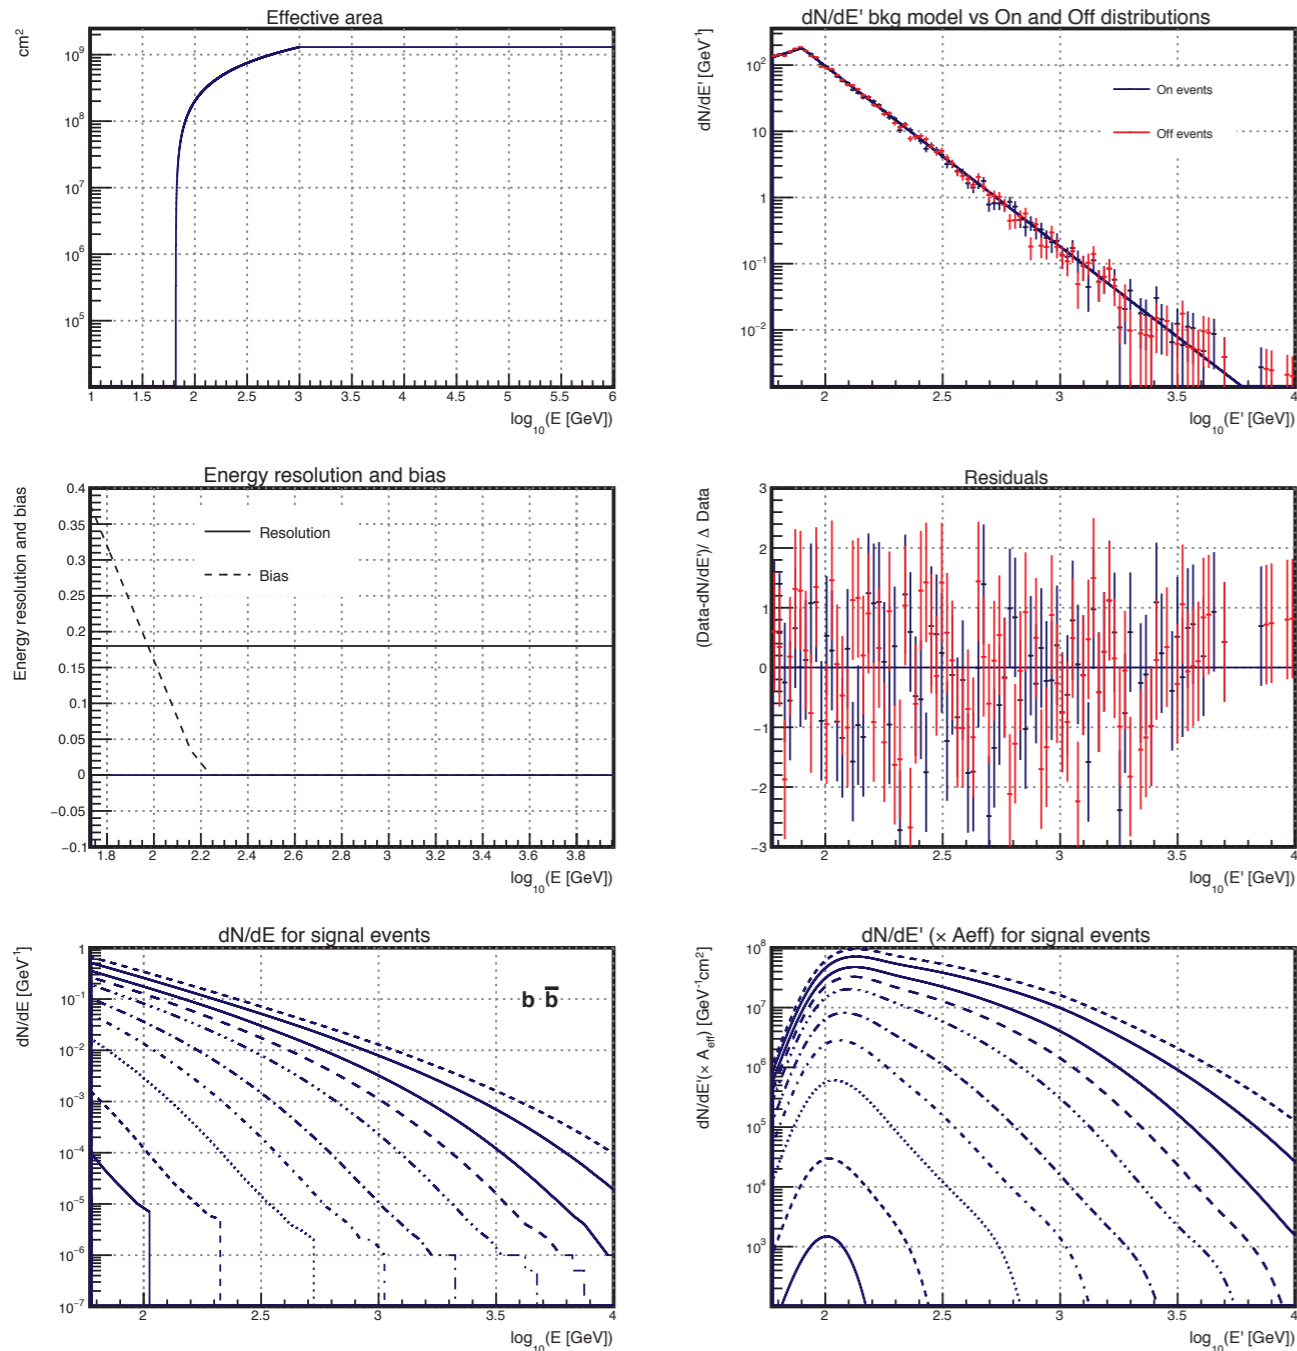 Effective area
cm²
10⁹
10⁸
10⁷
10⁶
10⁵
1 1.5 2 2.5 3 3.5 4 4.5 5 5.5 6
log₁₀(E [GeV])
dN/dE' bkg model vs On and Off distributions
dN/dE' [GeV⁻¹]
10²
10
1
10⁻¹
10⁻²
On events
Off events
2 2.5 3 3.5 4
log₁₀(E' [GeV])
Energy resolution and bias
Energy resolution and bias
0.4
0.35
0.3
0.25
0.2
0.15
0.1
0.05
0
−0.05
−0.1
Resolution
Bias
1.8 2 2.2 2.4 2.6 2.8 3 3.2 3.4 3.6 3.8
log₁₀(E [GeV])
Residuals
(Data-dN/dE')/ Δ Data
3
2
1
0
−1
−2
−3
2 2.5 3 3.5 4
log₁₀(E' [GeV])
dN/dE for signal events
dN/dE [GeV⁻¹]
1
10⁻¹
10⁻²
10⁻³
10⁻⁴
10⁻⁵
10⁻⁶
10⁻⁷
b b̅
2 2.5 3 3.5 4
log₁₀(E [GeV])
dN/dE' (× Aeff) for signal events
dN/dE'(× A_eff) [GeV⁻¹cm²]
10⁸
10⁷
10⁶
10⁵
10⁴
10³
2 2.5 3 3.5 4
log₁₀(E' [GeV])